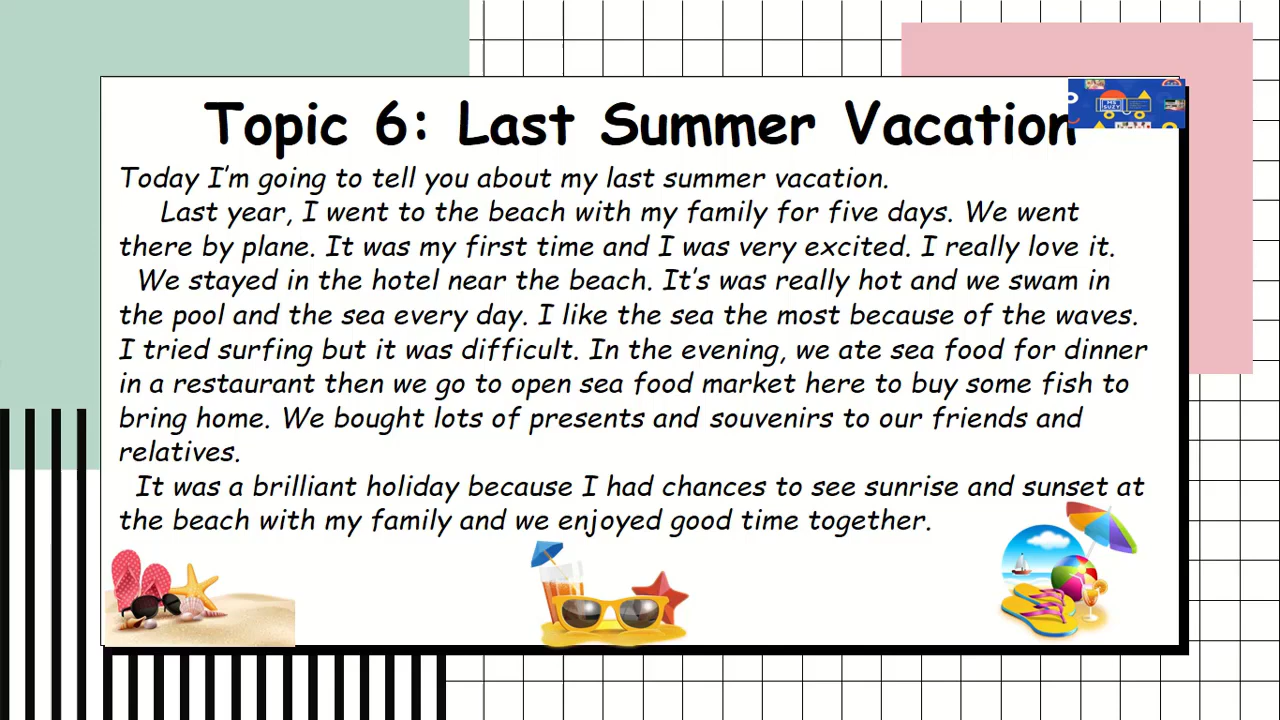 Topic 6: Last Summer Vacation
MS
SUZY
Today I'm going to tell you about my last summer vacation.
Last year, I went to the beach with my family for five days. We went
there by plane. It was my first time and I was very excited. I really love it.
We stayed in the hotel near the beach. It's was really hot and we swam in
the pool and the sea every day. I like the sea the most because of the waves.
I tried surfing but it was difficult. In the evening, we ate sea food for dinner
in a restaurant then we go to open sea food market here to buy some fish to
bring home. We bought lots of presents and souvenirs to our friends and
relatives.
It was a brilliant holiday because I had chances to see sunrise and sunset at
the beach with my family and we enjoyed good time together.